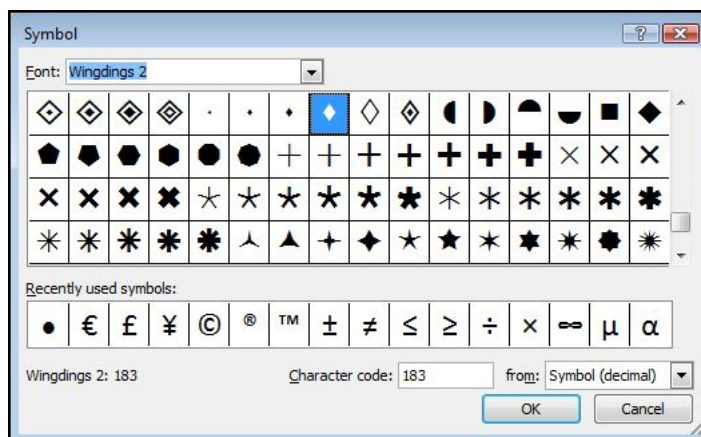 Symbol
Font: Wingdings 2
Recently used symbols:
● € £ ¥ © ® ™ ± ≠ ≤ ≥ ÷ × ∞ µ α
Wingdings 2: 183 Character code: 183 from: Symbol (decimal)
OK Cancel